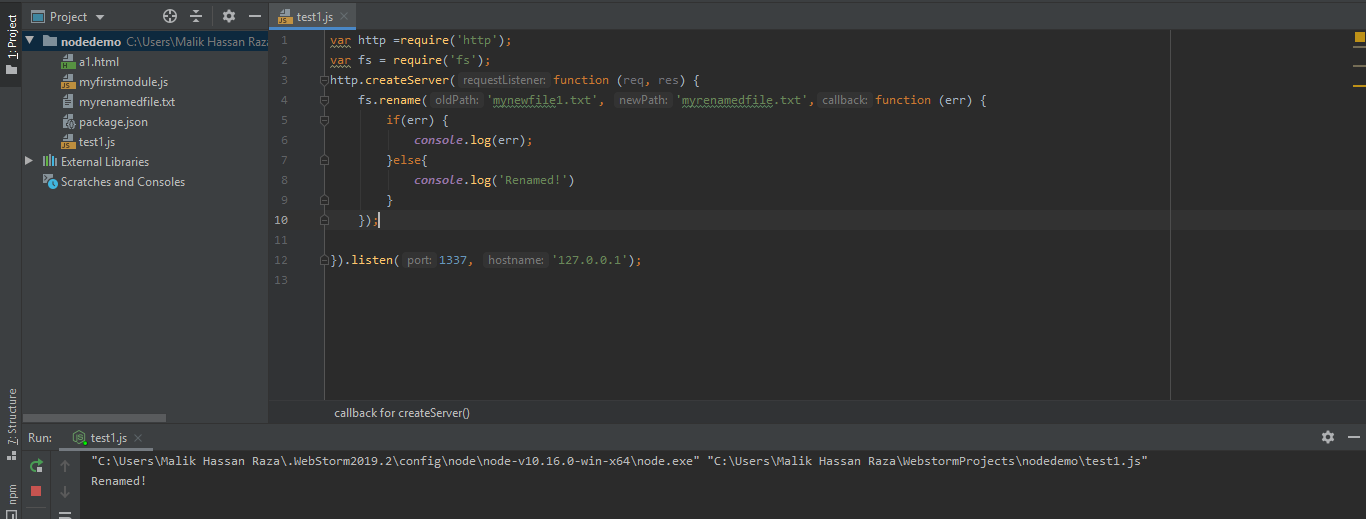 1: Project
Project
nodedemo C:\Users\Malik Hassan Raza
a1.html
myfirstmodule.js
myrenamedfile.txt
package.json
test1.js
External Libraries
Scratches and Consoles
test1.js
1 var http =require('http');
2 var fs = require('fs');
3 http.createServer( requestListener: function (req, res) {
4 fs.rename( oldPath: 'mynewfile1.txt', newPath: 'myrenamedfile.txt', callback: function (err) {
5 if(err) {
6 console.log(err);
7 }else{
8 console.log('Renamed!')
9 }
10 });
11
12 }).listen( port: 1337, hostname: '127.0.0.1');
13
callback for createServer()
7: Structure
npm
Run: test1.js
"C:\Users\Malik Hassan Raza\.WebStorm2019.2\config\node\node-v10.16.0-win-x64\node.exe" "C:\Users\Malik Hassan Raza\WebstormProjects\nodedemo\test1.js"
Renamed!